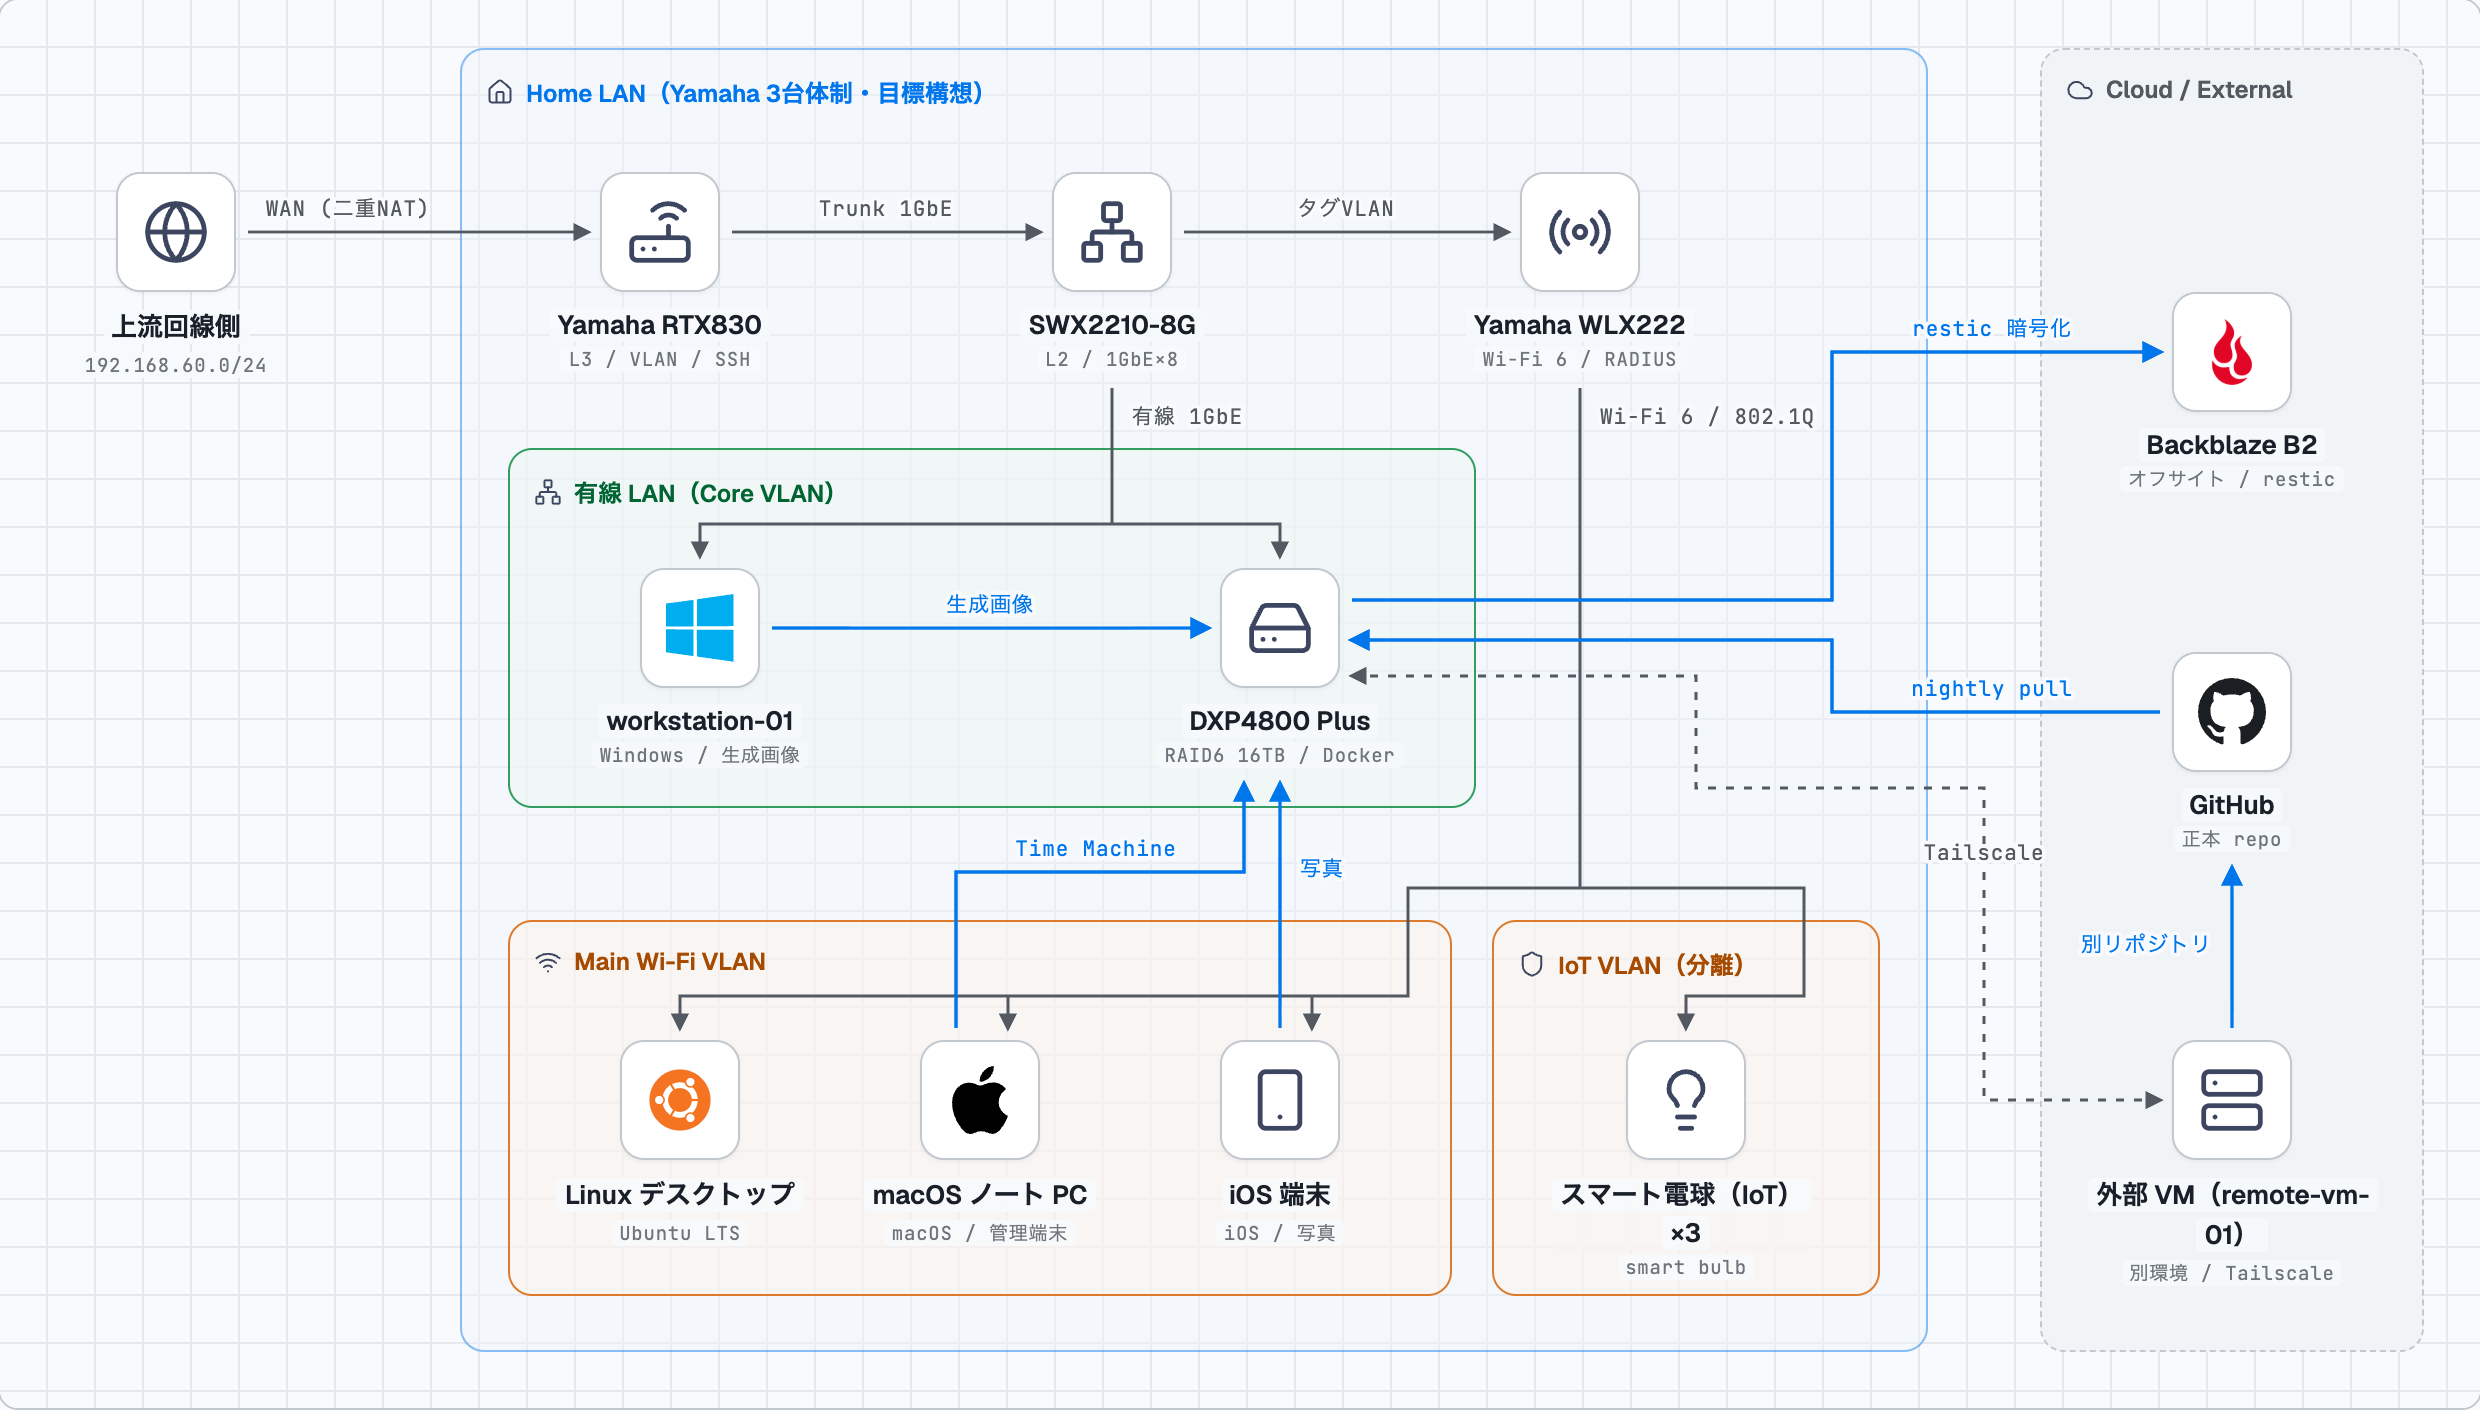 Home LAN（Yamaha 3台体制・目標構想）
Cloud / External
WAN (二重NAT)
Trunk 1GbE
タグVLAN
上流回線側
192.168.60.0/24
Yamaha RTX830
L3 / VLAN / SSH
SWX2210-8G
L2 / 1GbE×8
Yamaha WLX222
Wi-Fi 6 / RADIUS
restic 暗号化
Backblaze B2
オフサイト / restic
有線 1GbE
Wi-Fi 6 / 802.1Q
有線 LAN（Core VLAN）
生成画像
workstation-01
Windows / 生成画像
DXP4800 Plus
RAID6 16TB / Docker
nightly pull
GitHub
正本 repo
Time Machine
写真
Tailscale
別リポジトリ
Main Wi-Fi VLAN
IoT VLAN（分離）
Linux デスクトップ
Ubuntu LTS
macOS ノート PC
macOS / 管理端末
iOS 端末
iOS / 写真
スマート電球（IoT）
×3
smart bulb
外部 VM（remote-vm-
01）
別環境 / Tailscale